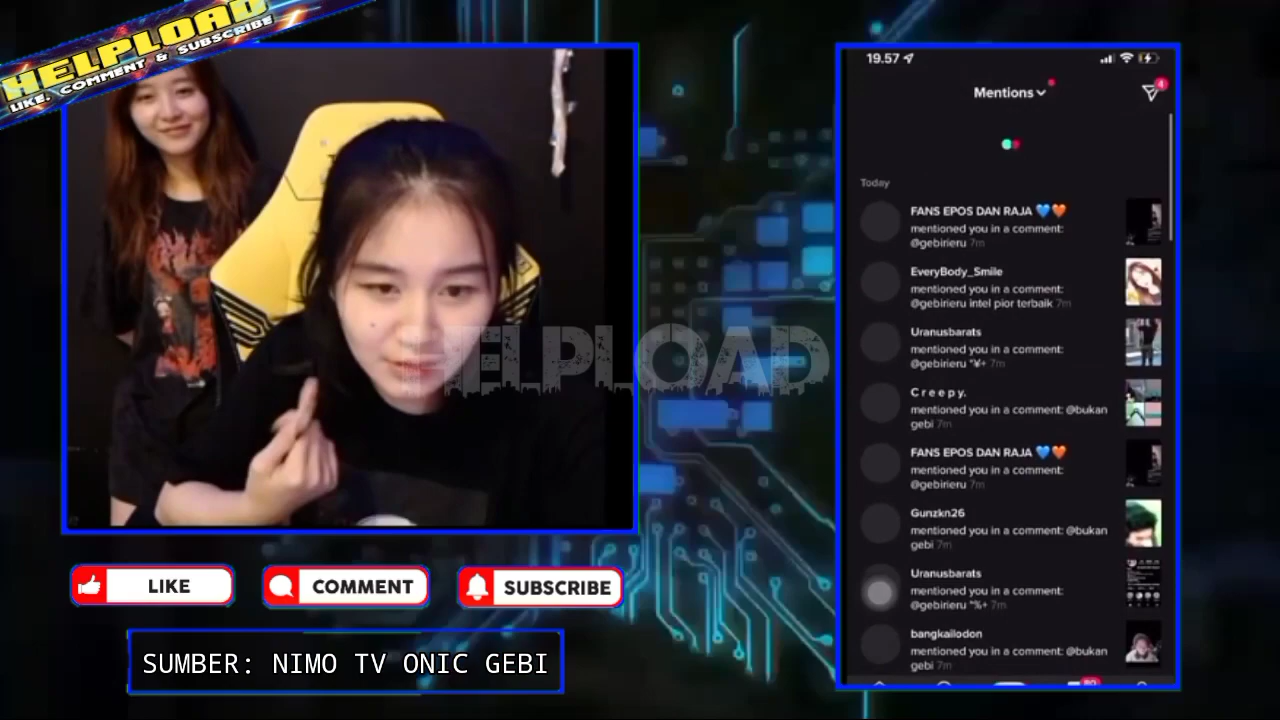 HELPLOAD
LIKE, COMMENT & SUBSCRIBE
19.57
Mentions
4
Today
FANS EPOS DAN RAJA 💙🧡
mentioned you in a comment:
@gebirieru 7m
EveryBody_Smile
mentioned you in a comment:
@gebirieru intel pior terbaik 7m
Uranusbarats
mentioned you in a comment:
@gebirieru "¥+ 7m
C r e e p y.
mentioned you in a comment: @bukan
gebi 7m
FANS EPOS DAN RAJA 💙🧡
mentioned you in a comment:
@gebirieru 7m
Gunzkn26
mentioned you in a comment: @bukan
gebi 7m
Uranusbarats
mentioned you in a comment:
@gebirieru "%+ 7m
bangkailodon
mentioned you in a comment: @bukan
gebi 7m
HELPLOAD
LIKE
COMMENT
SUBSCRIBE
SUMBER: NIMO TV ONIC GEBI